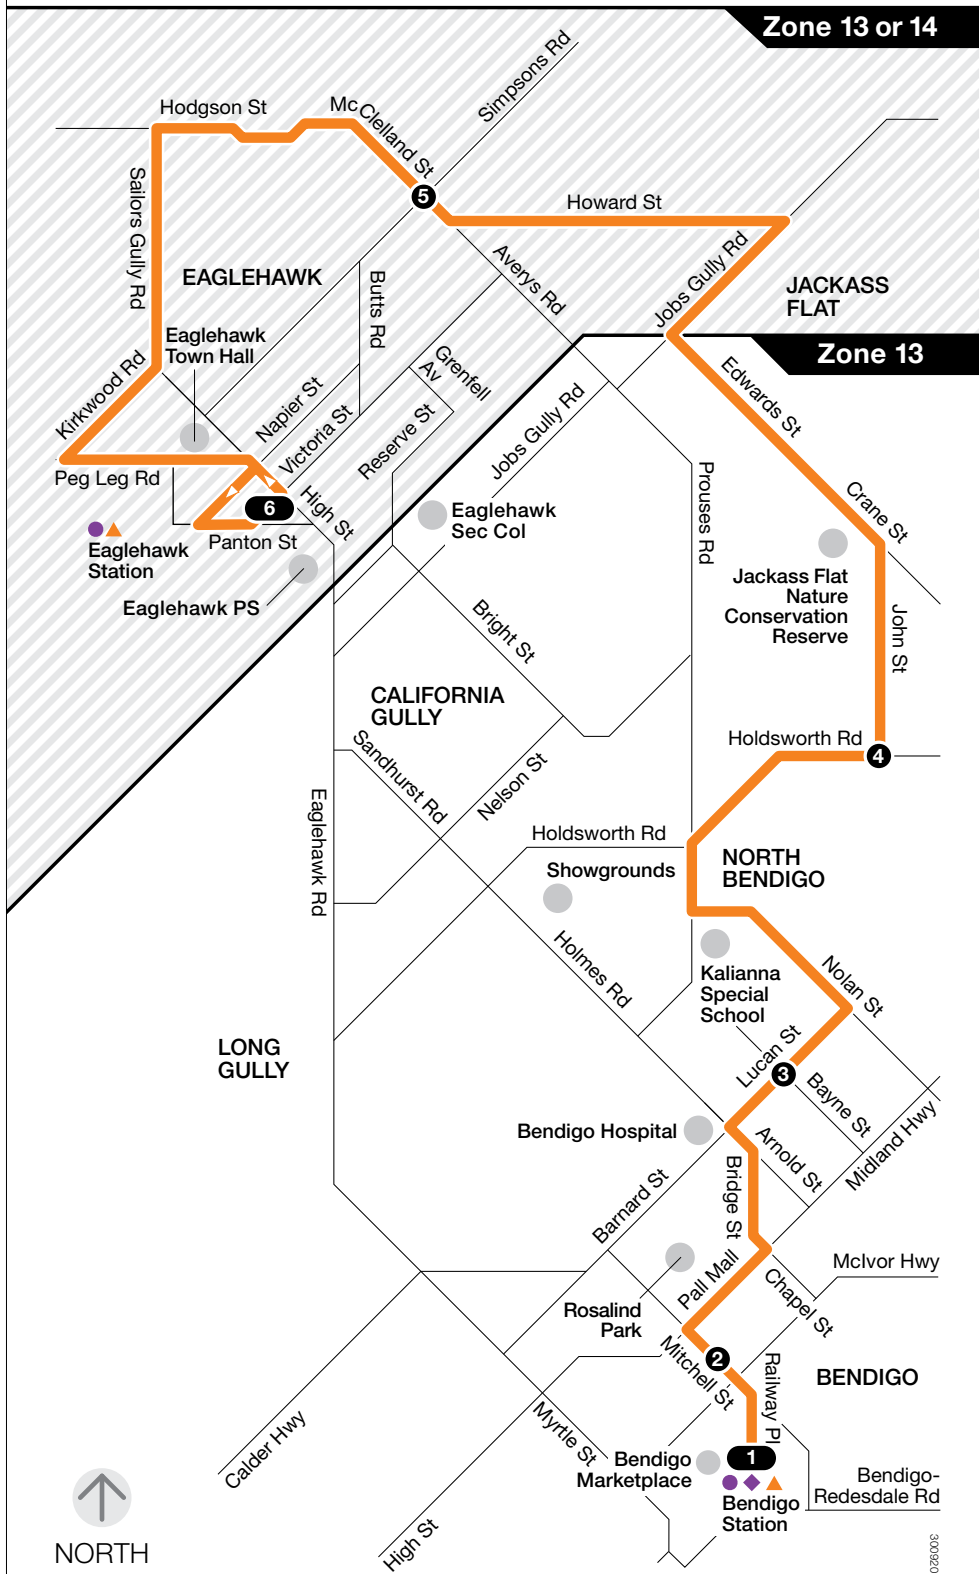 Zone 13 or 14
Simpsons Rd
Hodgson St
McClelland St
5
Sailors Gully Rd
Howard St
Averys Rd
Jobs Gully Rd
EAGLEHAWK
Butts Rd
JACKASS
FLAT
Eaglehawk
Town Hall
Zone 13
Kirkwood Rd
Grenfell
Av
Edwards St
Napier St
Victoria St
Reserve St
Jobs Gully Rd
Peg Leg Rd
Prouses Rd
Crane St
6
High St
Eaglehawk
Sec Col
Panton St
Eaglehawk
Station
Jackass Flat
Nature
Conservation
Reserve
Eaglehawk PS
Bright St
John St
CALIFORNIA
GULLY
Holdsworth Rd
4
Sandhurst Rd
Nelson St
Eaglehawk Rd
Holdsworth Rd
NORTH
BENDIGO
Showgrounds
Holmes Rd
Kalianna
Special
School
Nolan St
LONG
GULLY
Lucan St
3
Bayne St
Midland Hwy
Bendigo Hospital
Arnold St
Bridge St
Barnard St
McIvor Hwy
Pall Mall
Chapel St
Rosalind
Park
2
Mitchell St
Railway Pl
BENDIGO
Calder Hwy
Myrtle St
1
Bendigo
Marketplace
Bendigo-
Redesdale Rd
Bendigo
Station
High St
NORTH
300920